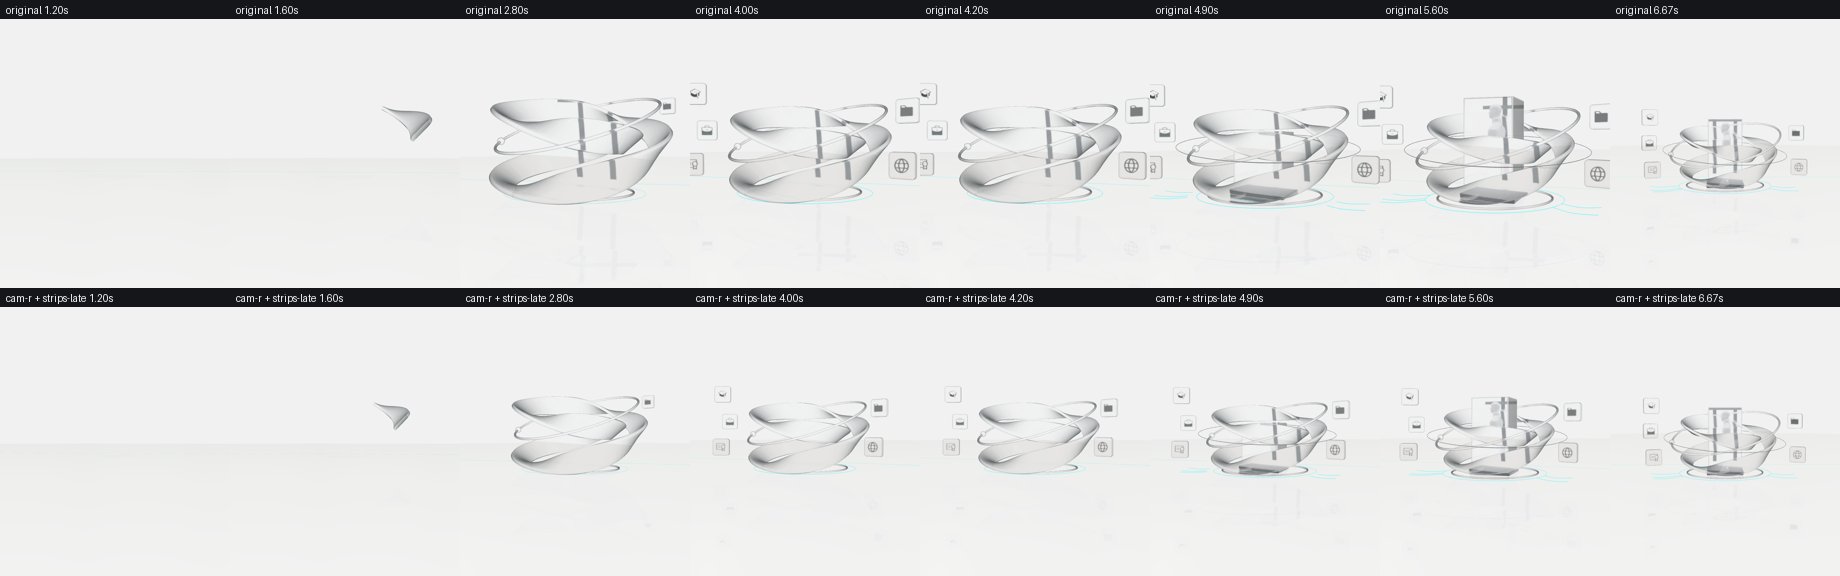 original 1.20s
original 1.60s
original 2.80s
original 4.00s
original 4.20s
original 4.90s
original 5.60s
original 6.67s
cam-r + strips-late 1.20s
cam-r + strips-late 1.60s
cam-r + strips-late 2.80s
cam-r + strips-late 4.00s
cam-r + strips-late 4.20s
cam-r + strips-late 4.90s
cam-r + strips-late 5.60s
cam-r + strips-late 6.67s